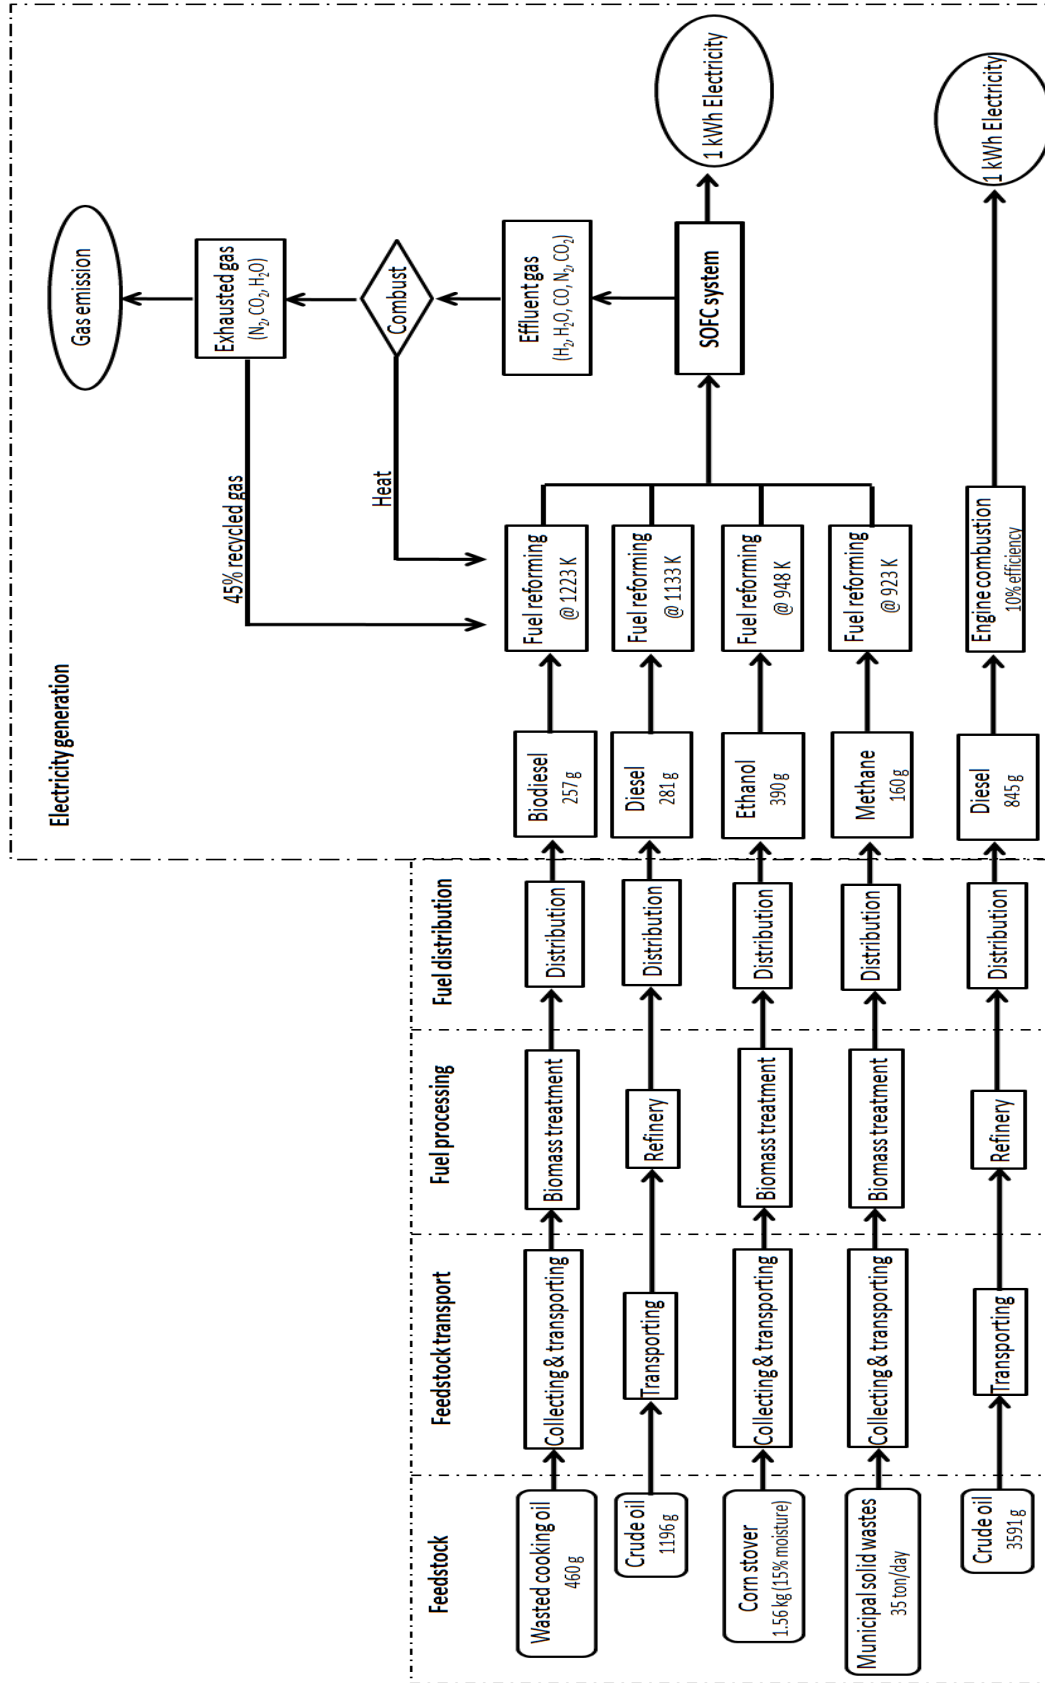 Electricity generation
Gas emission
Exhausted gas
(N₂, CO₂, H₂O)
45% recycled gas
Combust
Heat
Effluent gas
(H₂, H₂O, CO, N₂, CO₂)
SOFC system
1 kWh Electricity
Feedstock
Feedstock transport
Fuel processing
Fuel distribution
Wasted cooking oil
460 g
Collecting & transporting
Biomass treatment
Distribution
Biodiesel
257 g
Fuel reforming
@ 1223 K
Crude oil
1196 g
Transporting
Refinery
Distribution
Diesel
281 g
Fuel reforming
@ 1133 K
Corn stover
1.56 kg (15% moisture)
Collecting & transporting
Biomass treatment
Distribution
Ethanol
390 g
Fuel reforming
@ 948 K
Municipal solid wastes
35 ton/day
Collecting & transporting
Biomass treatment
Distribution
Methane
160 g
Fuel reforming
@ 923 K
Crude oil
3591 g
Transporting
Refinery
Distribution
Diesel
845 g
Engine combustion
10% efficiency
1 kWh Electricity